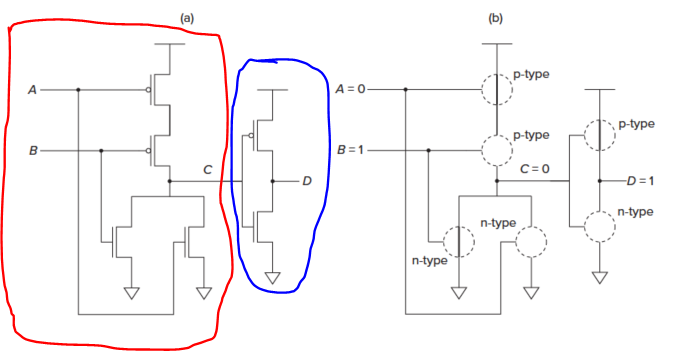 (a)
(b)
A
B
C
D
A = 0
B = 1
C = 0
D = 1
p-type
p-type
p-type
n-type
n-type
n-type